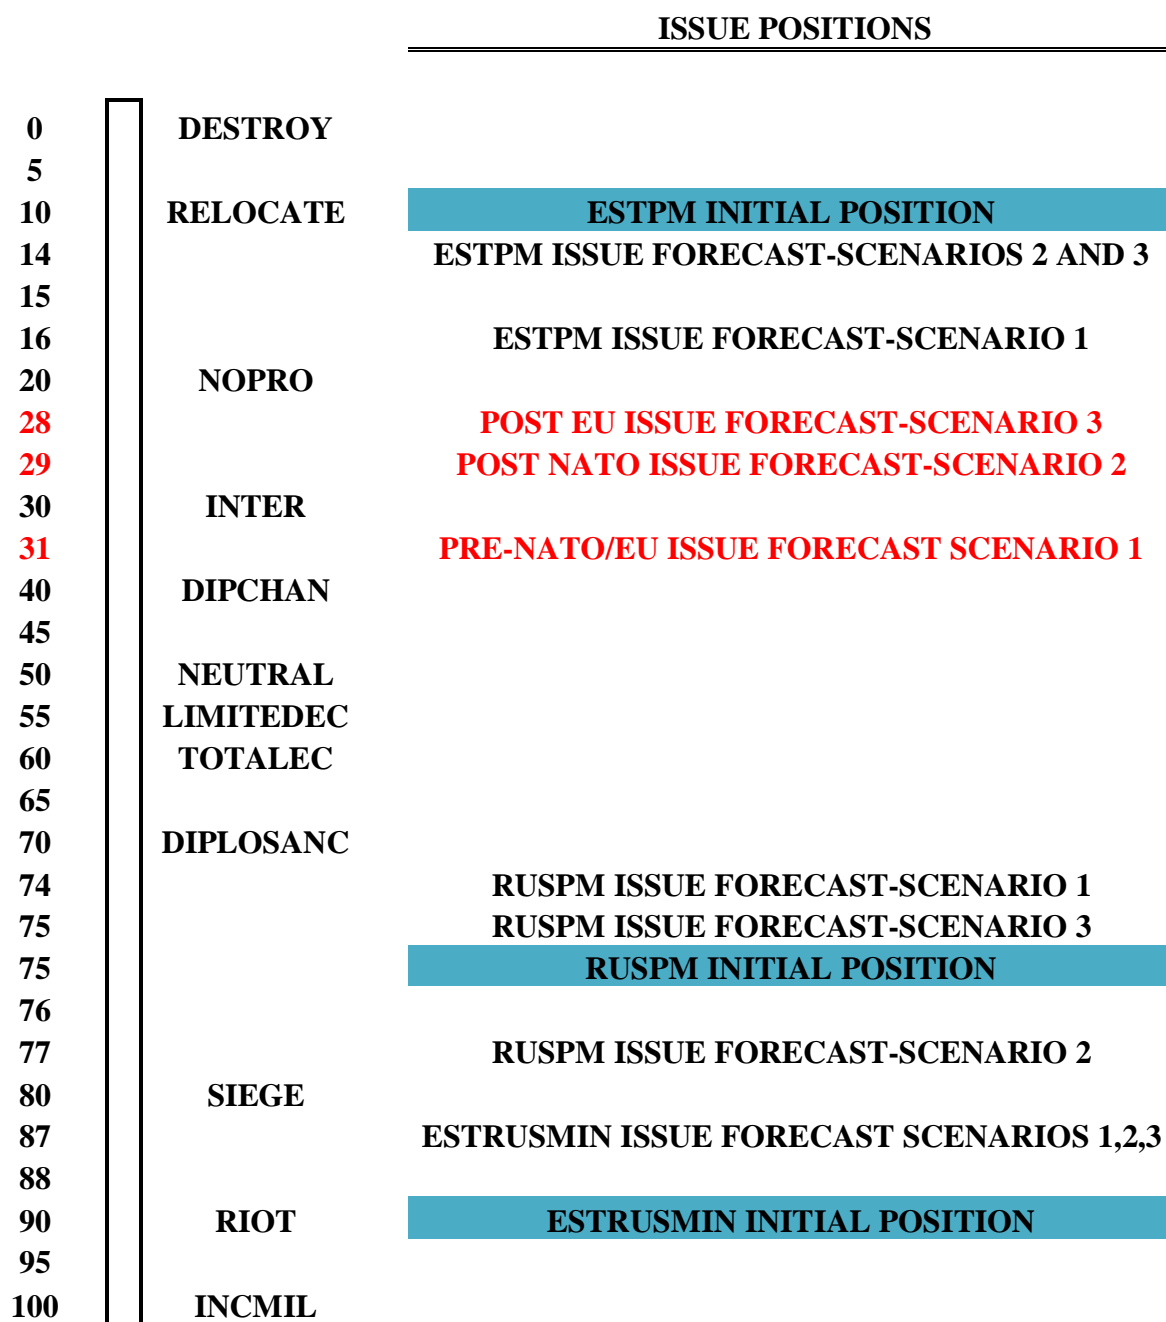 ISSUE POSITIONS
0 DESTROY
5
10 RELOCATE ESTPM INITIAL POSITION
14 ESTPM ISSUE FORECAST-SCENARIOS 2 AND 3
15
16 ESTPM ISSUE FORECAST-SCENARIO 1
20 NOPRO
28 POST EU ISSUE FORECAST-SCENARIO 3
29 POST NATO ISSUE FORECAST-SCENARIO 2
30 INTER
31 PRE-NATO/EU ISSUE FORECAST SCENARIO 1
40 DIPCHAN
45
50 NEUTRAL
55 LIMITEDEC
60 TOTALEC
65
70 DIPLOSANC
74 RUSPM ISSUE FORECAST-SCENARIO 1
75 RUSPM ISSUE FORECAST-SCENARIO 3
75 RUSPM INITIAL POSITION
76
77 RUSPM ISSUE FORECAST-SCENARIO 2
80 SIEGE
87 ESTRUSMIN ISSUE FORECAST SCENARIOS 1,2,3
88
90 RIOT ESTRUSMIN INITIAL POSITION
95
100 INCMIL